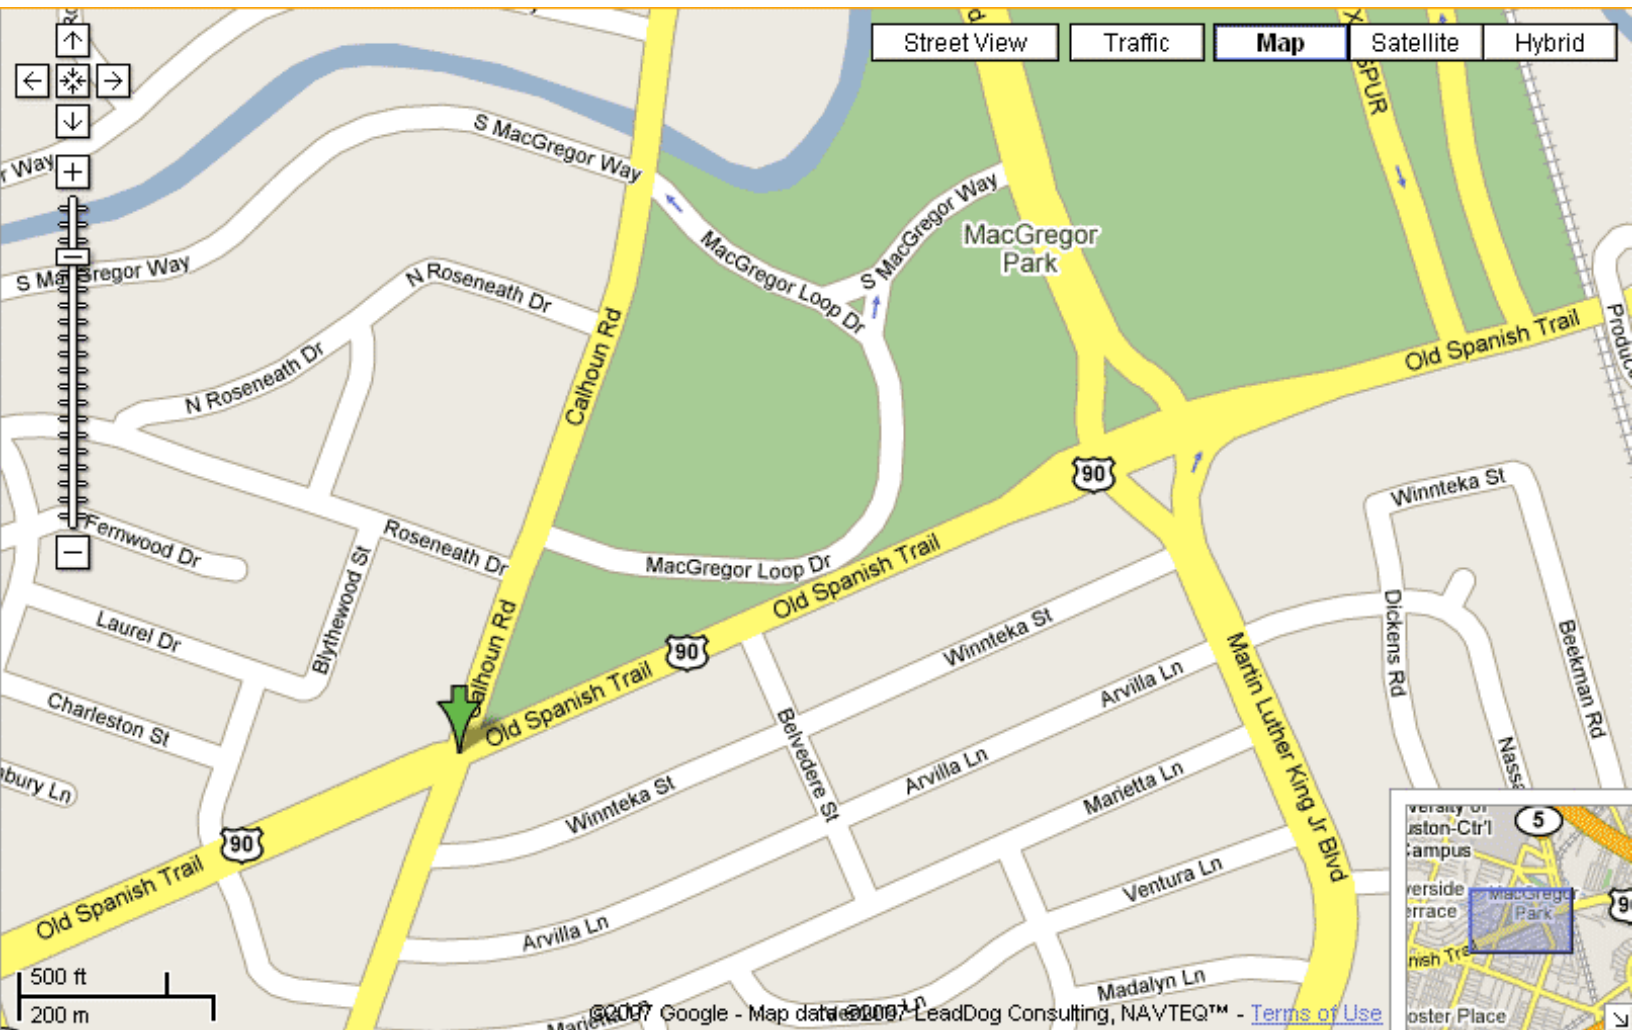 Street View
Traffic
Map
Satellite
Hybrid
SPUR
S MacGregor Way
r Way
S MacGregor Way
MacGregor
Park
S MacGregor Way
MacGregor Loop Dr
N Roseneath Dr
N Roseneath Dr
Calhoun Rd
Old Spanish Trail
90
Winnteka St
Fernwood Dr
Roseneath Dr
Blythewood St
MacGregor Loop Dr
Old Spanish Trail
Laurel Dr
Calhoun Rd
90
Winnteka St
Arvilla Ln
Martin Luther King Jr Blvd
Dickens Rd
Beekman Rd
Charleston St
Old Spanish Trail
Belvedere St
Arvilla Ln
Marietta Ln
bury Ln
Winnteka St
90
Old Spanish Trail
Arvilla Ln
Ventura Ln
Madalyn Ln
5
Campus
MacGregor
Park
500 ft
200 m
©2007 Google - Map data ©2007 LeadDog Consulting, NAVTEQ™ - Terms of Use